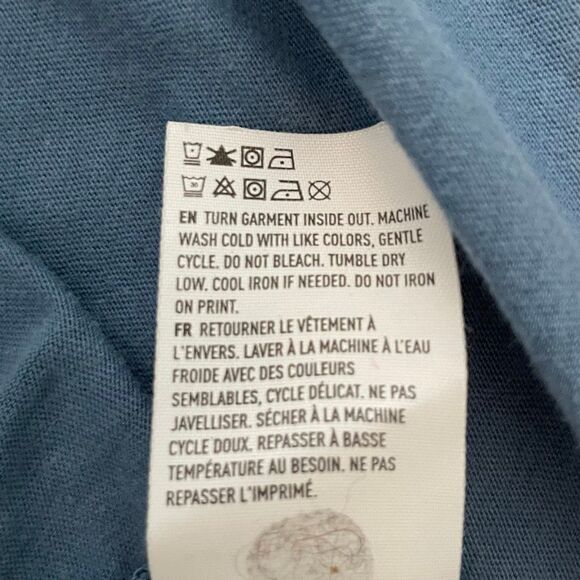 30
EN TURN GARMENT INSIDE OUT. MACHINE
WASH COLD WITH LIKE COLORS, GENTLE
CYCLE. DO NOT BLEACH. TUMBLE DRY
LOW. COOL IRON IF NEEDED. DO NOT IRON
ON PRINT.
FR RETOURNER LE VÊTEMENT À
L'ENVERS. LAVER À LA MACHINE À L'EAU
FROIDE AVEC DES COULEURS
SEMBLABLES, CYCLE DÉLICAT. NE PAS
JAVELLISER. SÉCHER À LA MACHINE
CYCLE DOUX. REPASSER À BASSE
TEMPÉRATURE AU BESOIN. NE PAS
REPASSER L'IMPRIMÉ.